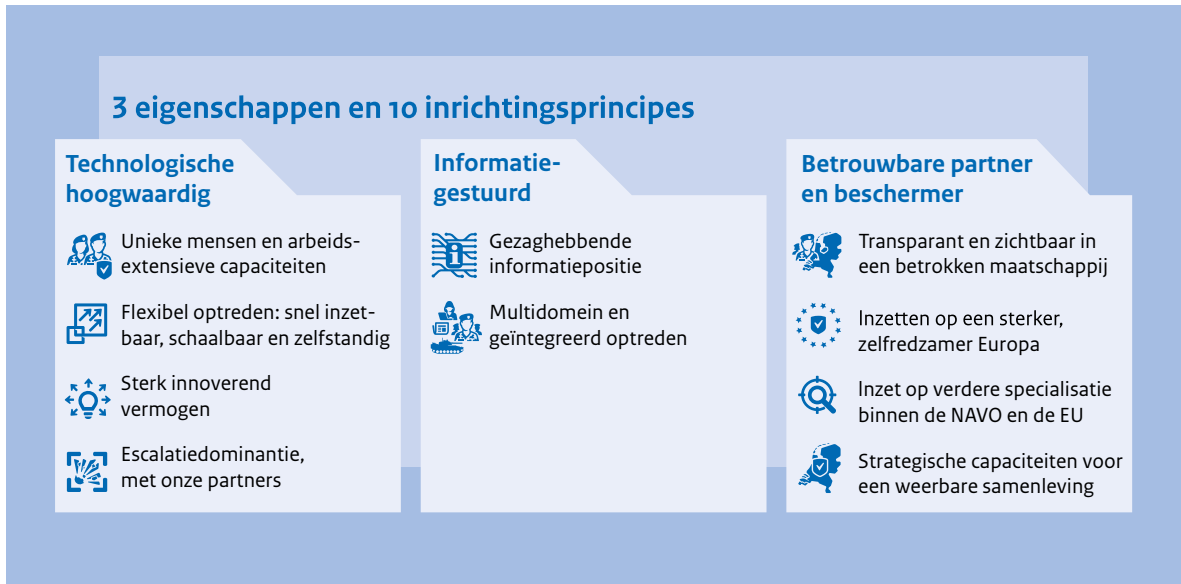 3 eigenschappen en 10 inrichtingsprincipes
Technologische
hoogwaardig
Unieke mensen en arbeids-
extensieve capaciteiten
Flexibel optreden: snel inzet-
baar, schaalbaar en zelfstandig
Sterk innoverend
vermogen
Escalatiedominantie,
met onze partners
Informatie-
gestuurd
Gezaghebbende
informatiepositie
Multidomein en
geïntegreerd optreden
Betrouwbare partner
en beschermer
Transparant en zichtbaar in
een betrokken maatschappij
Inzetten op een sterker,
zelfredzamer Europa
Inzet op verdere specialisatie
binnen de NAVO en de EU
Strategische capaciteiten voor
een weerbare samenleving